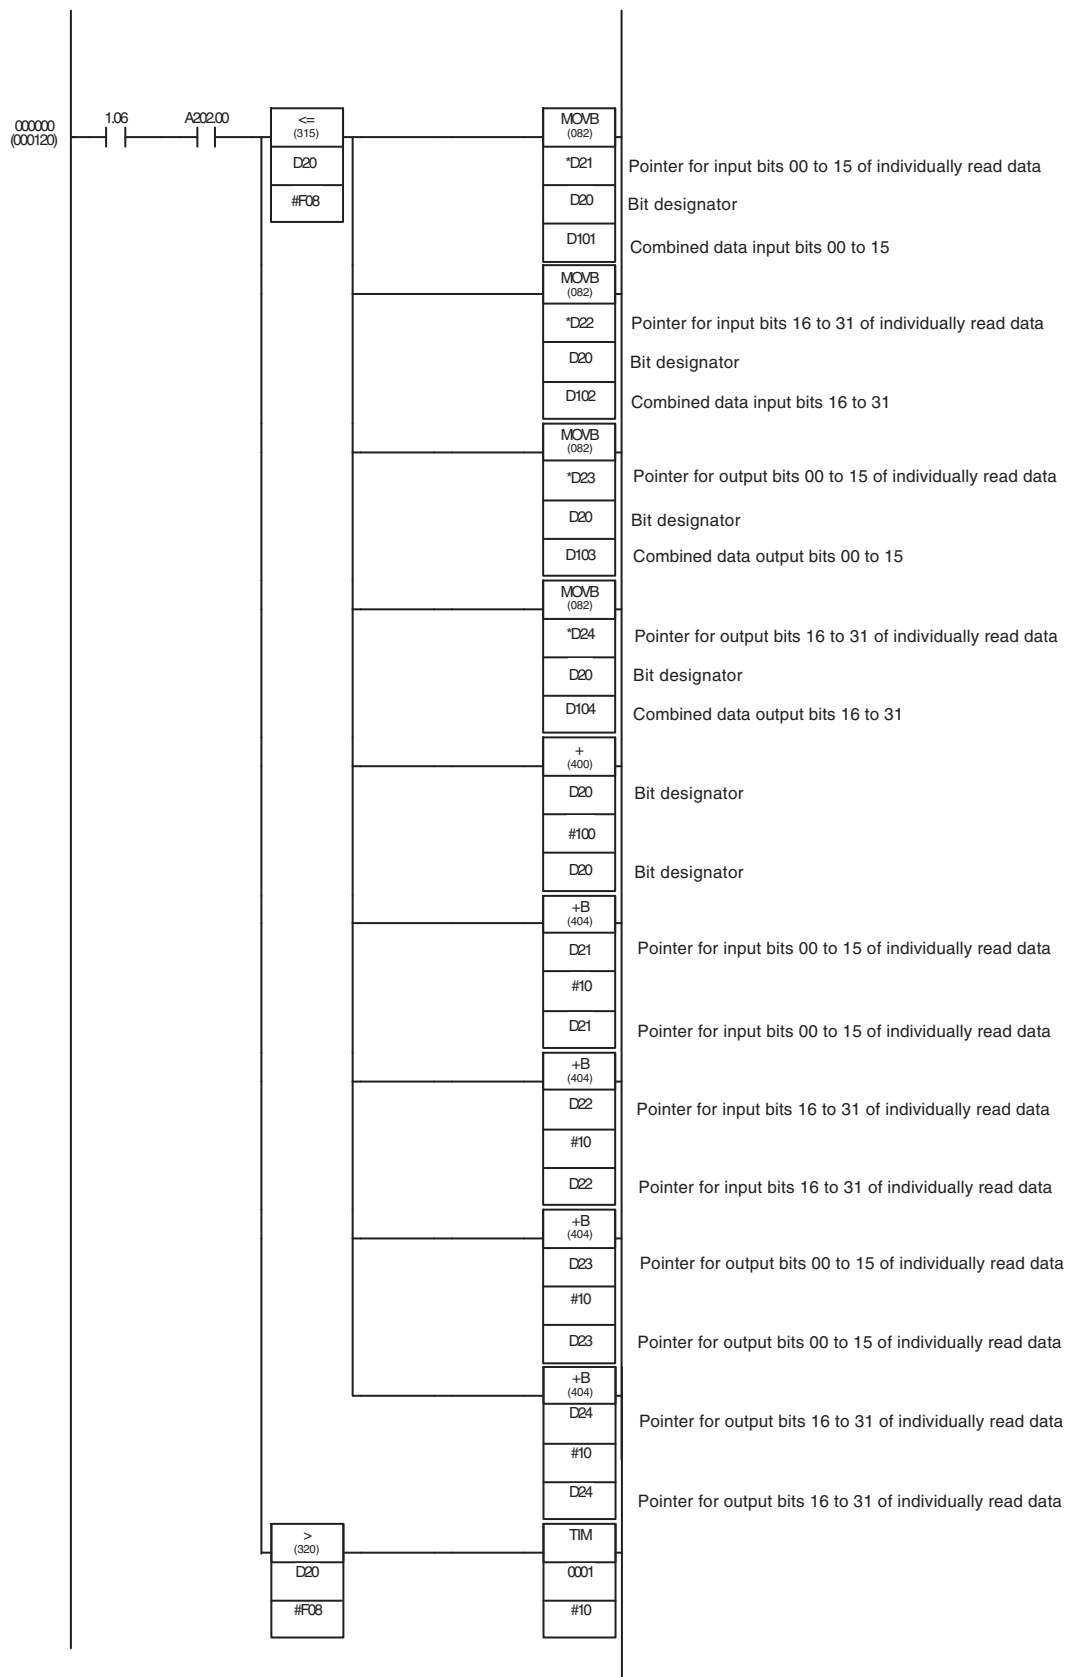 000000
(000120)
1.06
A202.00
<=
(315)
D20
#F08
MOVB
(082)
*D21
Pointer for input bits 00 to 15 of individually read data
D20
Bit designator
D101
Combined data input bits 00 to 15
MOVB
(082)
*D22
Pointer for input bits 16 to 31 of individually read data
D20
Bit designator
D102
Combined data input bits 16 to 31
MOVB
(082)
*D23
Pointer for output bits 00 to 15 of individually read data
D20
Bit designator
D103
Combined data output bits 00 to 15
MOVB
(082)
*D24
Pointer for output bits 16 to 31 of individually read data
D20
Bit designator
D104
Combined data output bits 16 to 31
+
(400)
D20
Bit designator
#100
D20
Bit designator
+B
(404)
D21
Pointer for input bits 00 to 15 of individually read data
#10
D21
Pointer for input bits 00 to 15 of individually read data
+B
(404)
D22
Pointer for input bits 16 to 31 of individually read data
#10
D22
Pointer for input bits 16 to 31 of individually read data
+B
(404)
D23
Pointer for output bits 00 to 15 of individually read data
#10
D23
Pointer for output bits 00 to 15 of individually read data
+B
(404)
D24
Pointer for output bits 16 to 31 of individually read data
#10
D24
Pointer for output bits 16 to 31 of individually read data
>
(320)
D20
#F08
TIM
0001
#10